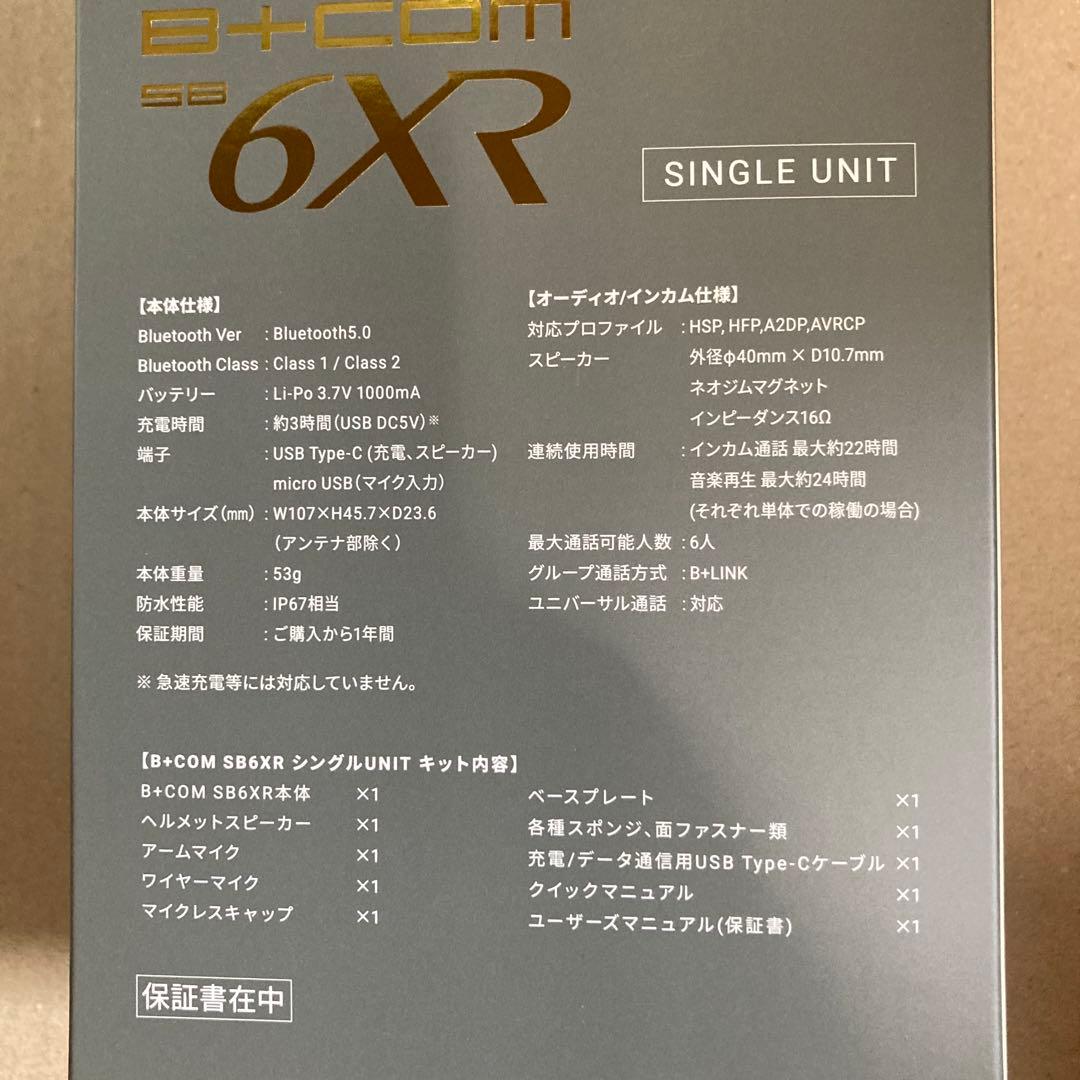 B+COM
SB 6XR
SINGLE UNIT
【本体仕様】
Bluetooth Ver : Bluetooth5.0
Bluetooth Class : Class 1 / Class 2
バッテリー : Li-Po 3.7V 1000mA
充電時間 : 約3時間(USB DC5V)※
端子 : USB Type-C (充電、スピーカー)
micro USB(マイク入力)
本体サイズ(mm) : W107×H45.7×D23.6
(アンテナ部除く)
本体重量 : 53g
防水性能 : IP67相当
保証期間 : ご購入から1年間
※ 急速充電等には対応していません。
【オーディオ/インカム仕様】
対応プロファイル : HSP, HFP,A2DP,AVRCP
スピーカー 外径φ40mm × D10.7mm
ネオジムマグネット
インピーダンス16Ω
連続使用時間 : インカム通話 最大約22時間
音楽再生 最大約24時間
(それぞれ単体での稼働の場合)
最大通話可能人数 : 6人
グループ通話方式 : B+LINK
ユニバーサル通話 : 対応
【B+COM SB6XR シングルUNIT キット内容】
B+COM SB6XR本体 ×1
ヘルメットスピーカー ×1
アームマイク ×1
ワイヤーマイク ×1
マイクレスキャップ ×1
ベースプレート ×1
各種スポンジ、面ファスナー類 ×1
充電/データ通信用USB Type-Cケーブル ×1
クイックマニュアル ×1
ユーザーズマニュアル(保証書) ×1
保証書在中